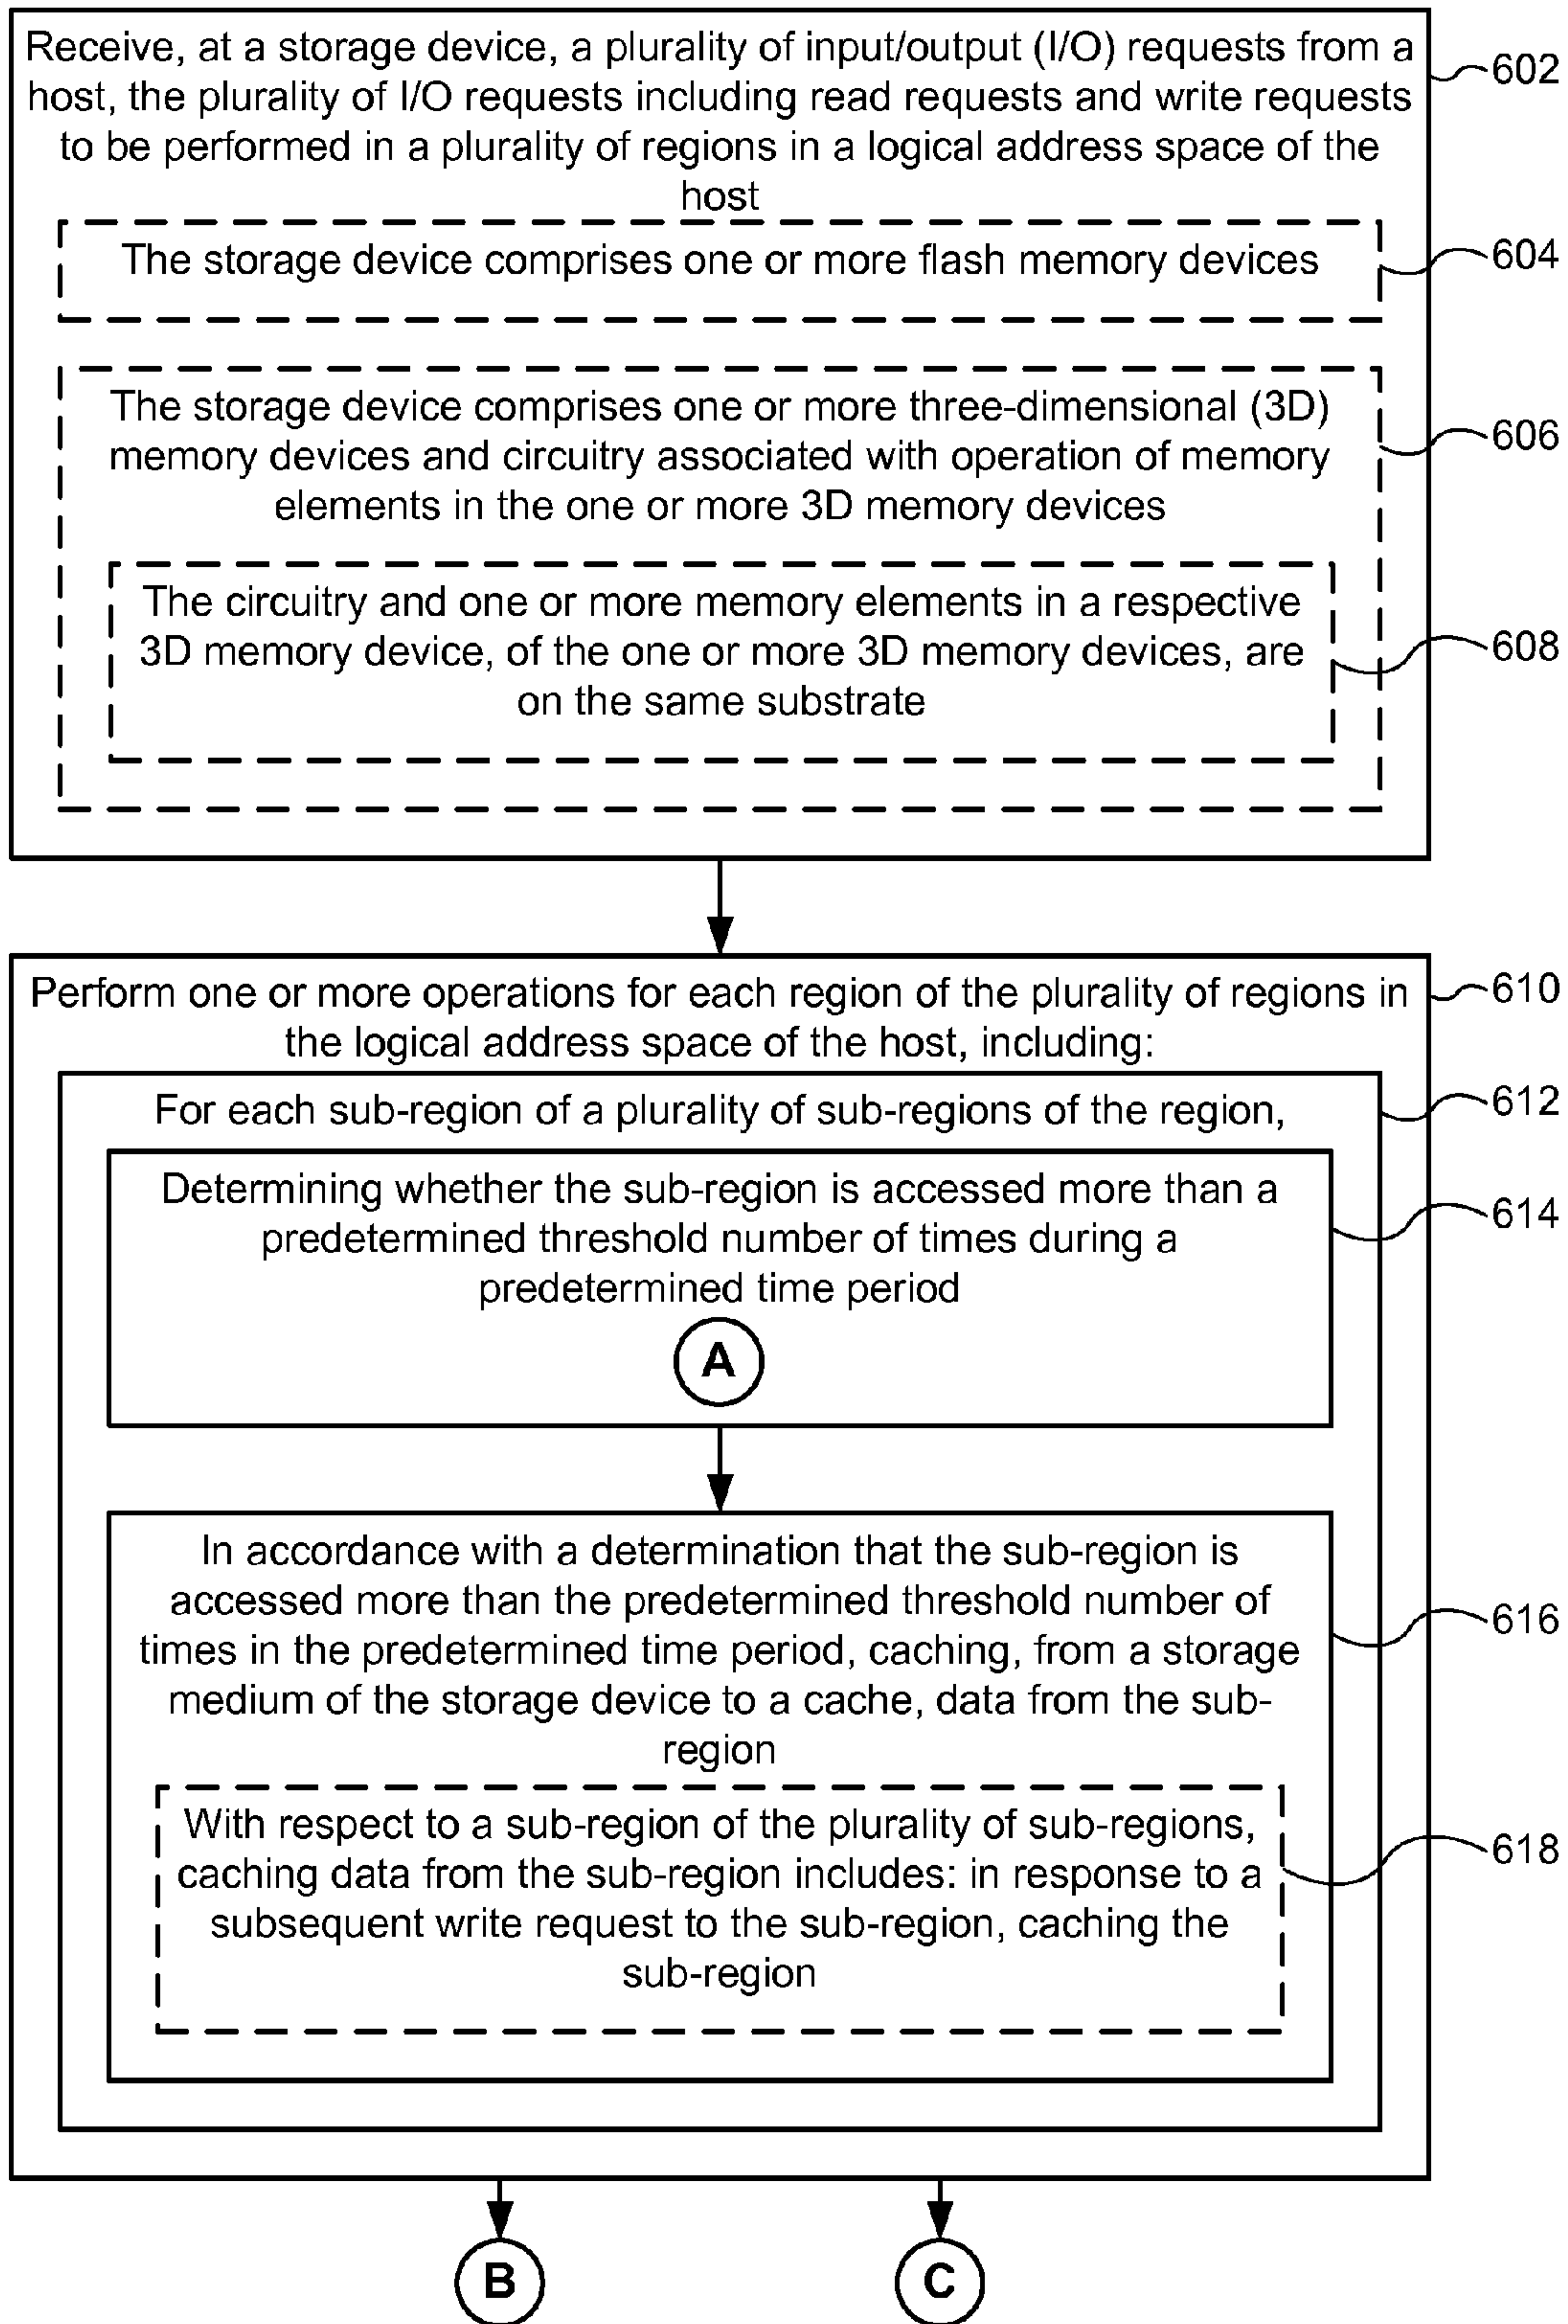 Receive, at a storage device, a plurality of input/output (I/O) requests from a
host, the plurality of I/O requests including read requests and write requests
to be performed in a plurality of regions in a logical address space of the
host
602
The storage device comprises one or more flash memory devices
604
The storage device comprises one or more three-dimensional (3D)
memory devices and circuitry associated with operation of memory
elements in the one or more 3D memory devices
606
The circuitry and one or more memory elements in a respective
3D memory device, of the one or more 3D memory devices, are
on the same substrate
608
Perform one or more operations for each region of the plurality of regions in
the logical address space of the host, including:
610
For each sub-region of a plurality of sub-regions of the region,
612
Determining whether the sub-region is accessed more than a
predetermined threshold number of times during a
predetermined time period
614
A
In accordance with a determination that the sub-region is
accessed more than the predetermined threshold number of
times in the predetermined time period, caching, from a storage
medium of the storage device to a cache, data from the sub-
region
616
With respect to a sub-region of the plurality of sub-regions,
caching data from the sub-region includes: in response to a
subsequent write request to the sub-region, caching the
sub-region
618
B
C